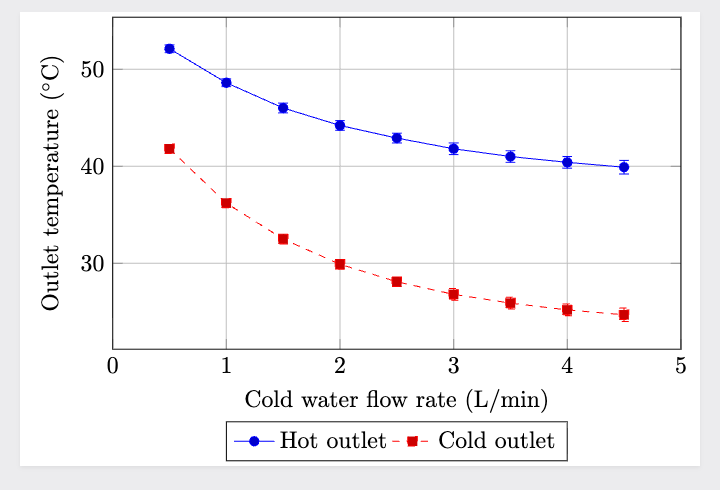 50
40
30
Outlet temperature (°C)
0 1 2 3 4 5
Cold water flow rate (L/min)
Hot outlet Cold outlet